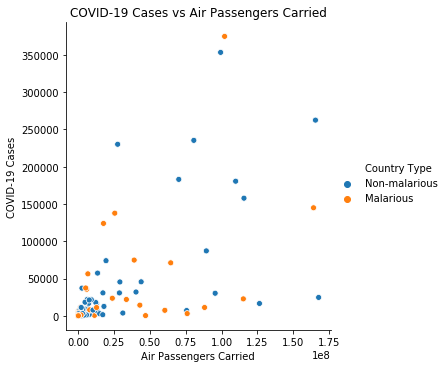 COVID-19 Cases vs Air Passengers Carried
350000
300000
250000
200000
150000
100000
50000
0
COVID-19 Cases
0.00 0.25 0.50 0.75 1.00 1.25 1.50 1.75
1e8
Air Passengers Carried
Country Type
Non-malarious
Malarious